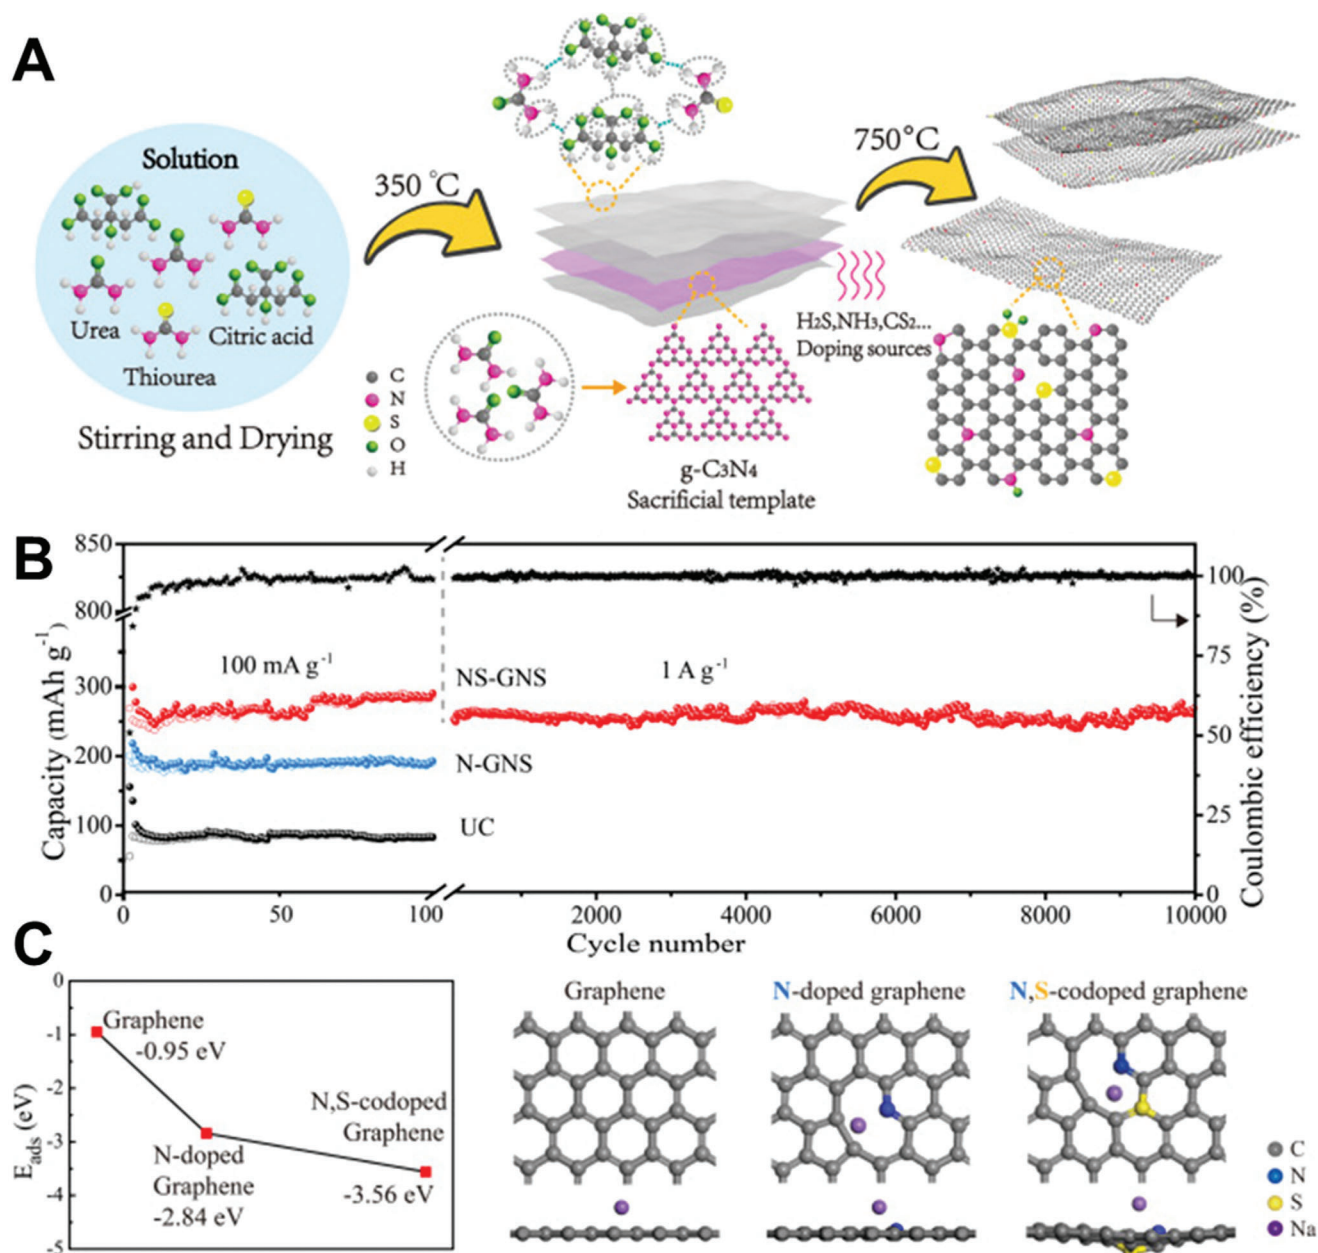 A
Solution
Urea
Citric acid
Thiourea
Stirring and Drying
350 °C
750°C
C
N
S
O
H
H2S,NH3,CS2...
Doping sources
g-C3N4
Sacrificial template
B
850
800
300
200
100
0
Capacity (mAh g-1)
100 mA g-1
1 A g-1
NS-GNS
N-GNS
UC
100
75
50
25
0
Coulombic efficiency (%)
0
50
100
2000
4000
6000
8000
10000
Cycle number
C
0
-1
-2
-3
-4
-5
Eads (eV)
Graphene
-0.95 eV
N-doped
Graphene
-2.84 eV
N,S-codoped
Graphene
-3.56 eV
Graphene
N-doped graphene
N,S-codoped graphene
C
N
S
Na